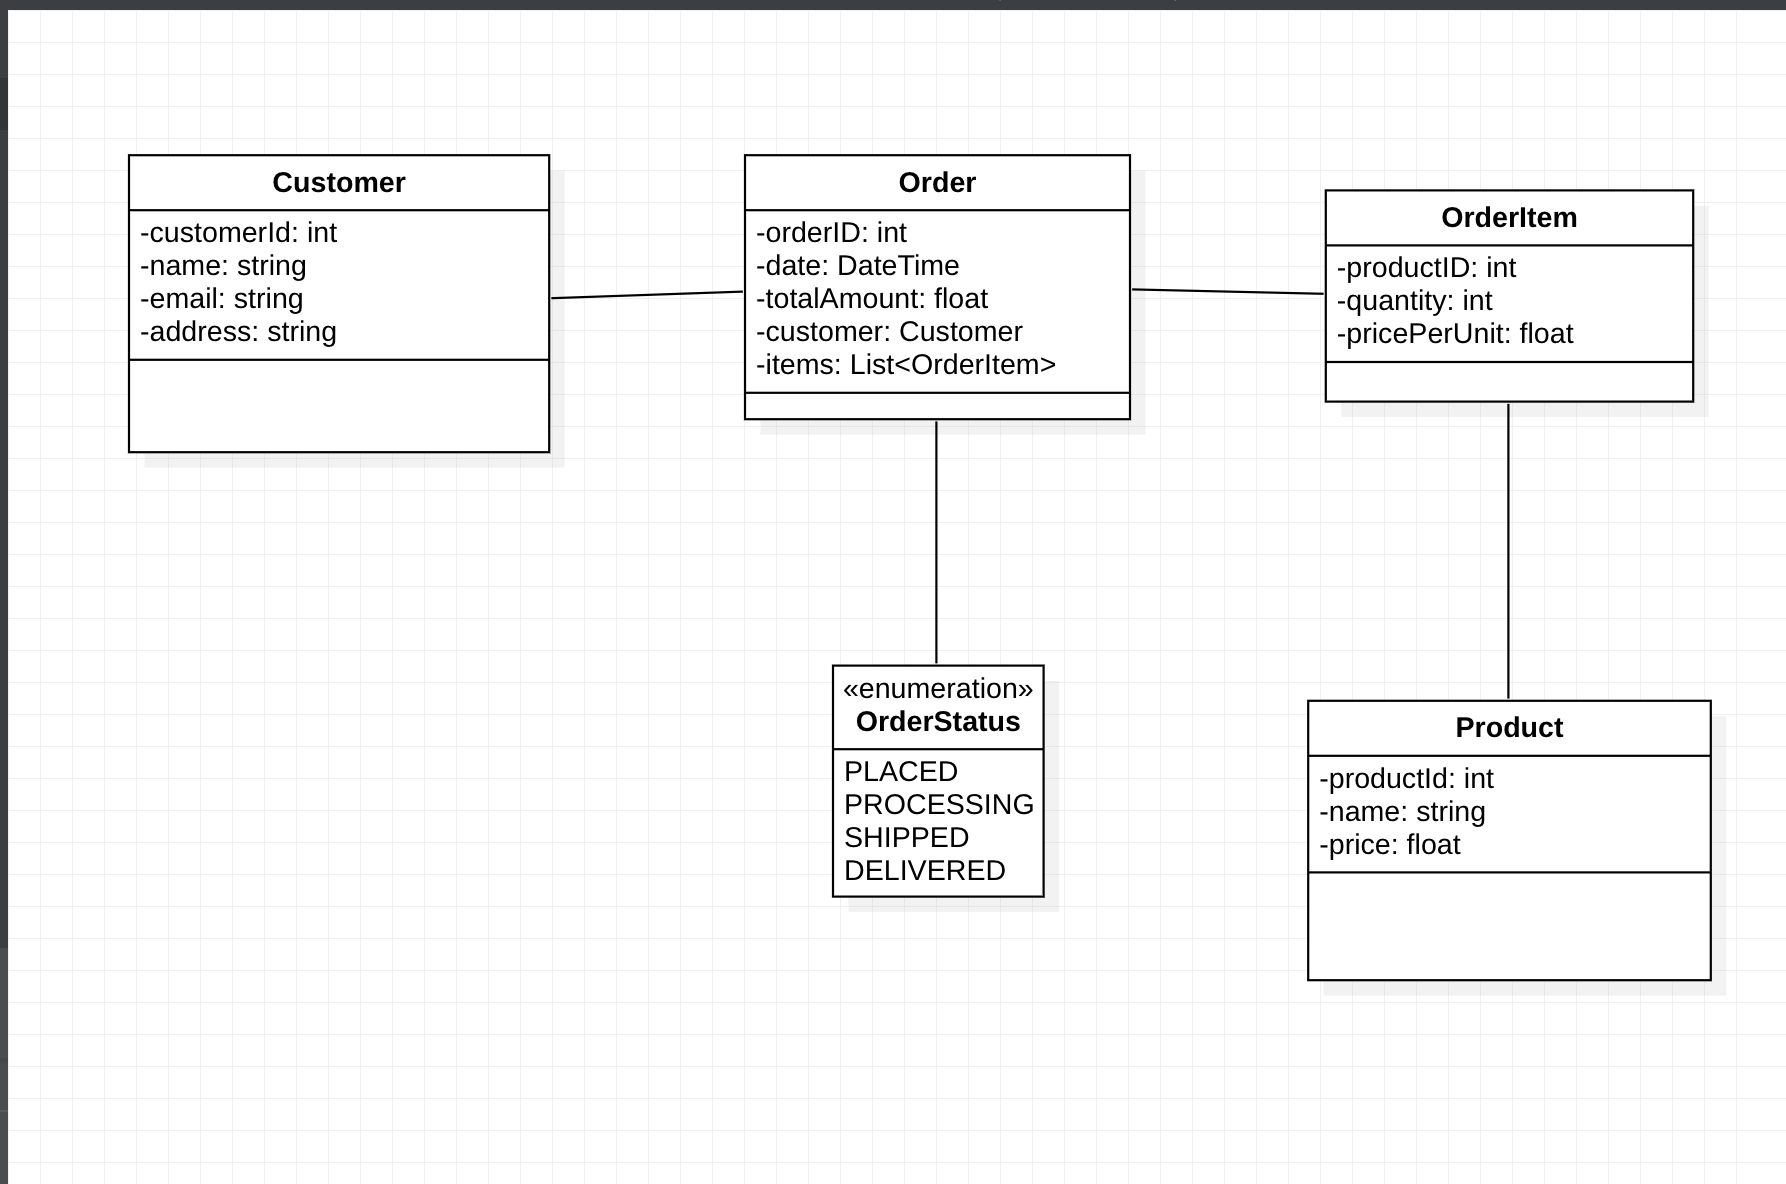 Customer
-customerId: int
-name: string
-email: string
-address: string
Order
-orderID: int
-date: DateTime
-totalAmount: float
-customer: Customer
-items: List<OrderItem>
OrderItem
-productID: int
-quantity: int
-pricePerUnit: float
«enumeration»
OrderStatus
PLACED
PROCESSING
SHIPPED
DELIVERED
Product
-productId: int
-name: string
-price: float